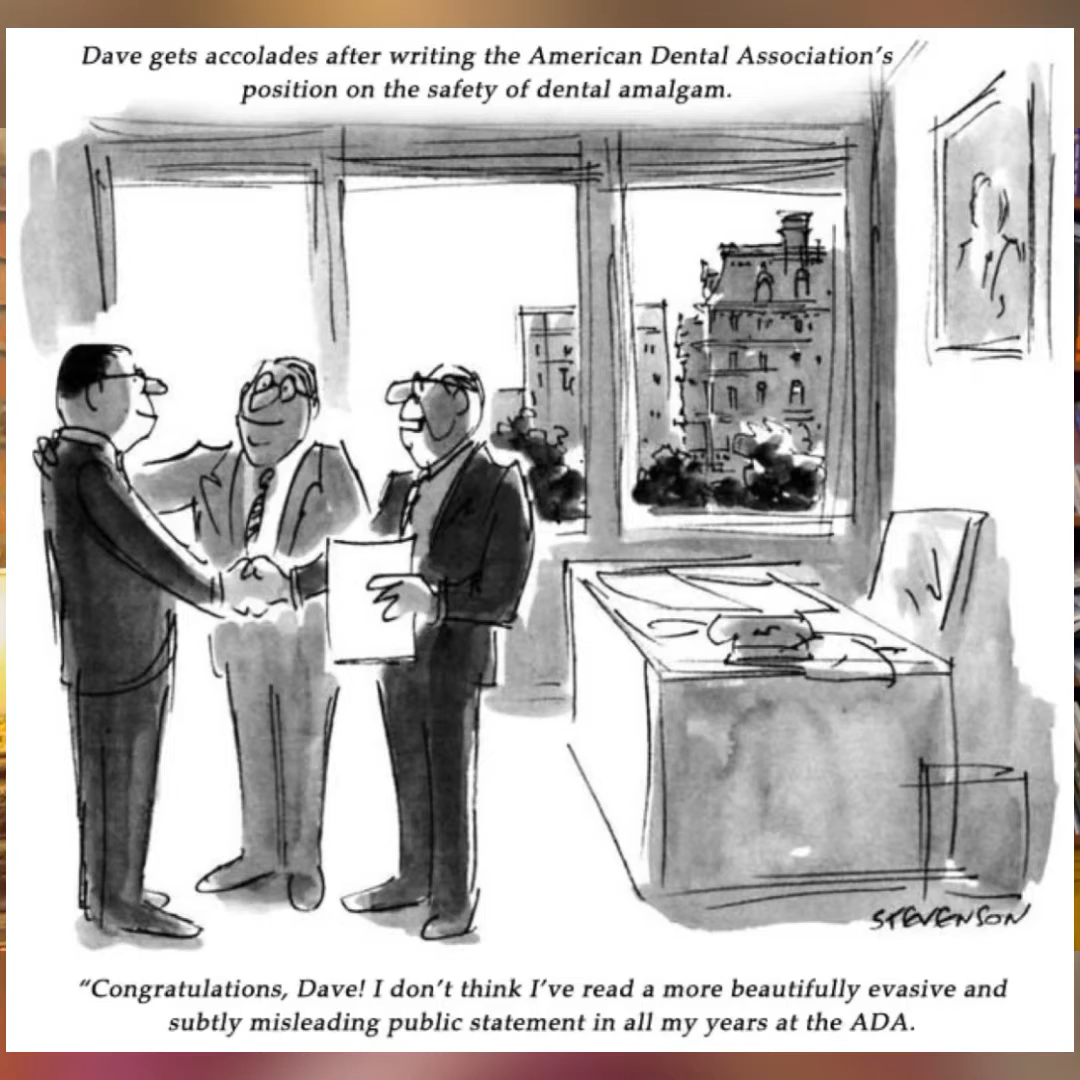 Dave gets accolades after writing the American Dental Association's
position on the safety of dental amalgam.
STEVENSON
"Congratulations, Dave! I don't think I've read a more beautifully evasive and
subtly misleading public statement in all my years at the ADA.